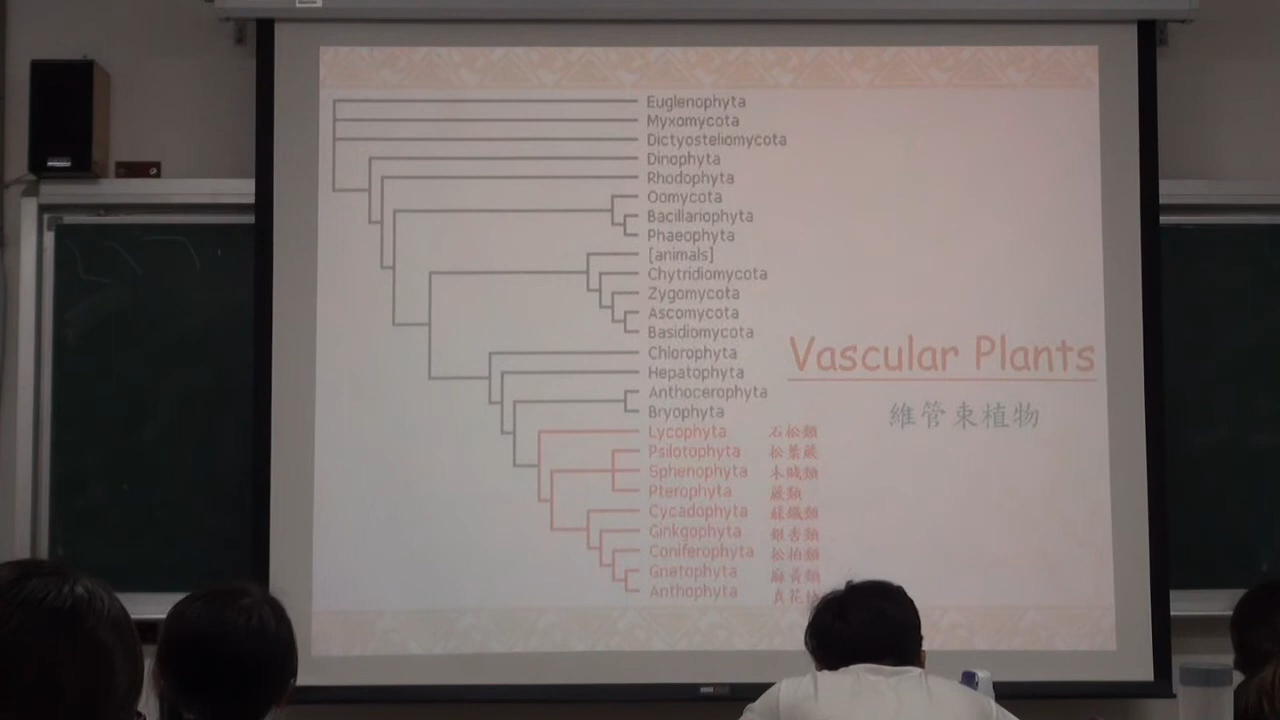 Euglenophyta
Myxomycota
Dictyosteliomycota
Dinophyta
Rhodophyta
Oomycota
Bacillariophyta
Phaeophyta
[animals]
Chytridiomycota
Zygomycota
Ascomycota
Basidiomycota
Chlorophyta
Hepatophyta
Anthocerophyta
Bryophyta
Vascular Plants
維管束植物
Lycophyta 石松類
Psilotophyta 松葉蕨
Sphenophyta 木賊類
Pterophyta 蕨類
Cycadophyta 蘇鐵類
Ginkgophyta 銀杏類
Coniferophyta 松柏類
Gnetophyta 麻黃類
Anthophyta 真花